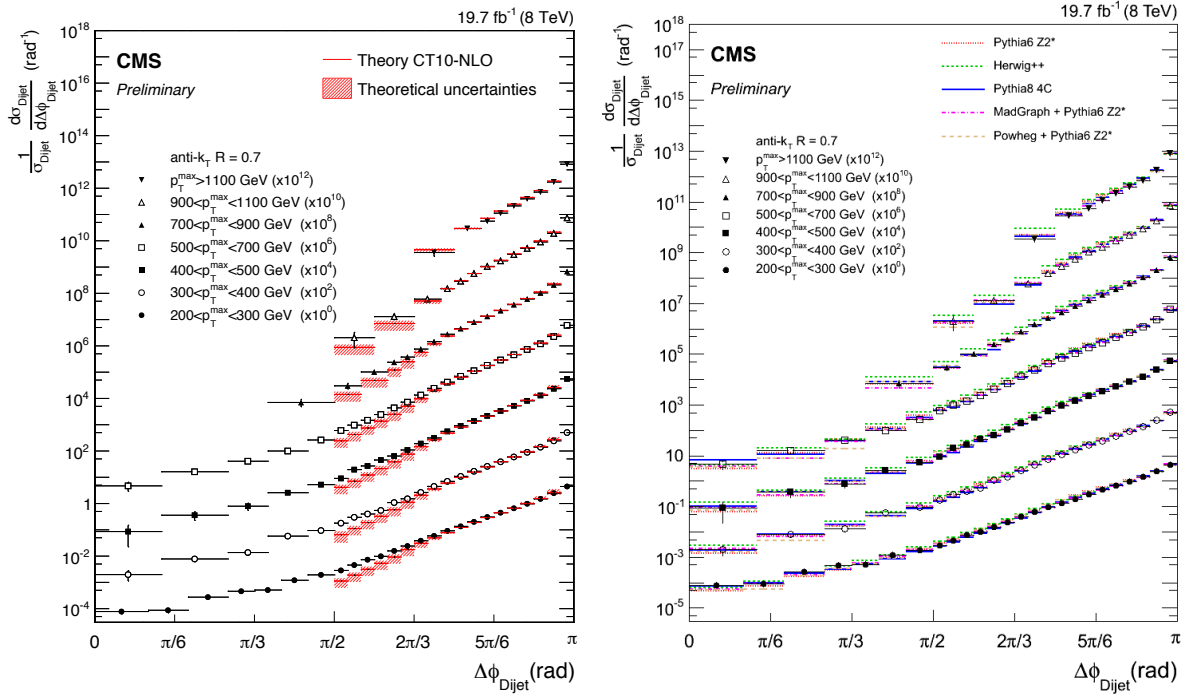 19.7 fb⁻¹ (8 TeV)
1/σ_Dijet dσ_Dijet/dΔϕ_Dijet (rad⁻¹)
10¹⁸
10¹⁶
10¹⁴
10¹²
10¹⁰
10⁸
10⁶
10⁴
10²
1
10⁻²
10⁻⁴
CMS
Preliminary
Theory CT10-NLO
Theoretical uncertainties
anti-k_T R = 0.7
p_T^max>1100 GeV (x10¹²)
900<p_T^max<1100 GeV (x10¹⁰)
700<p_T^max<900 GeV (x10⁸)
500<p_T^max<700 GeV (x10⁶)
400<p_T^max<500 GeV (x10⁴)
300<p_T^max<400 GeV (x10²)
200<p_T^max<300 GeV (x10⁰)
0 π/6 π/3 π/2 2π/3 5π/6 π
Δϕ_Dijet (rad)
19.7 fb⁻¹ (8 TeV)
1/σ_Dijet dσ_Dijet/dΔϕ_Dijet (rad⁻¹)
10¹⁸
10¹⁷
10¹⁵
10¹³
10¹¹
10⁹
10⁷
10⁵
10³
10
10⁻¹
10⁻³
10⁻⁵
CMS
Preliminary
Pythia6 Z2*
Herwig++
Pythia8 4C
MadGraph + Pythia6 Z2*
Powheg + Pythia6 Z2*
anti-k_T R = 0.7
p_T^max>1100 GeV (x10¹²)
900<p_T^max<1100 GeV (x10¹⁰)
700<p_T^max<900 GeV (x10⁸)
500<p_T^max<700 GeV (x10⁶)
400<p_T^max<500 GeV (x10⁴)
300<p_T^max<400 GeV (x10²)
200<p_T^max<300 GeV (x10⁰)
0 π/6 π/3 π/2 2π/3 5π/6 π
Δϕ_Dijet (rad)